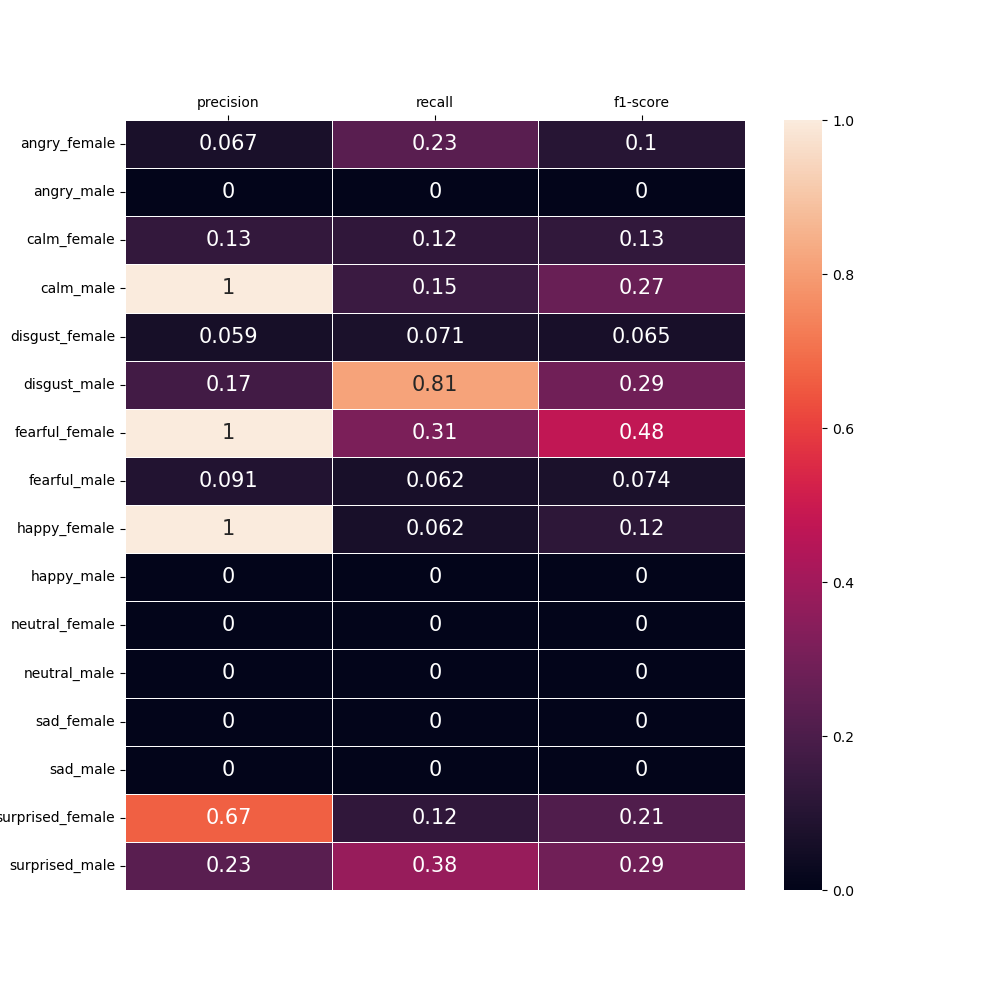 precision recall f1-score
angry_female 0.067 0.23 0.1
angry_male 0 0 0
calm_female 0.13 0.12 0.13
calm_male 1 0.15 0.27
disgust_female 0.059 0.071 0.065
disgust_male 0.17 0.81 0.29
fearful_female 1 0.31 0.48
fearful_male 0.091 0.062 0.074
happy_female 1 0.062 0.12
happy_male 0 0 0
neutral_female 0 0 0
neutral_male 0 0 0
sad_female 0 0 0
sad_male 0 0 0
surprised_female 0.67 0.12 0.21
surprised_male 0.23 0.38 0.29
1.0
0.8
0.6
0.4
0.2
0.0